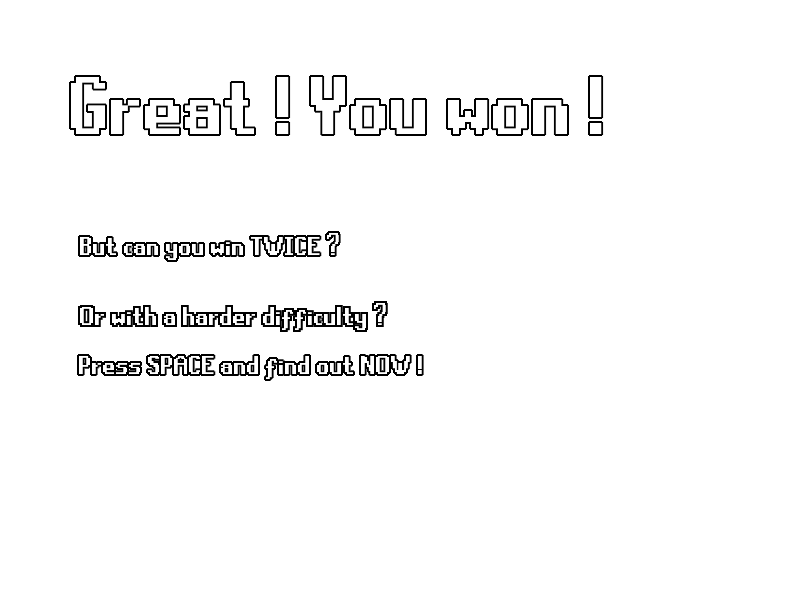 Great ! You won !
But can you win TWICE ?
Or with a harder difficulty ?
Press SPACE and find out NOW !